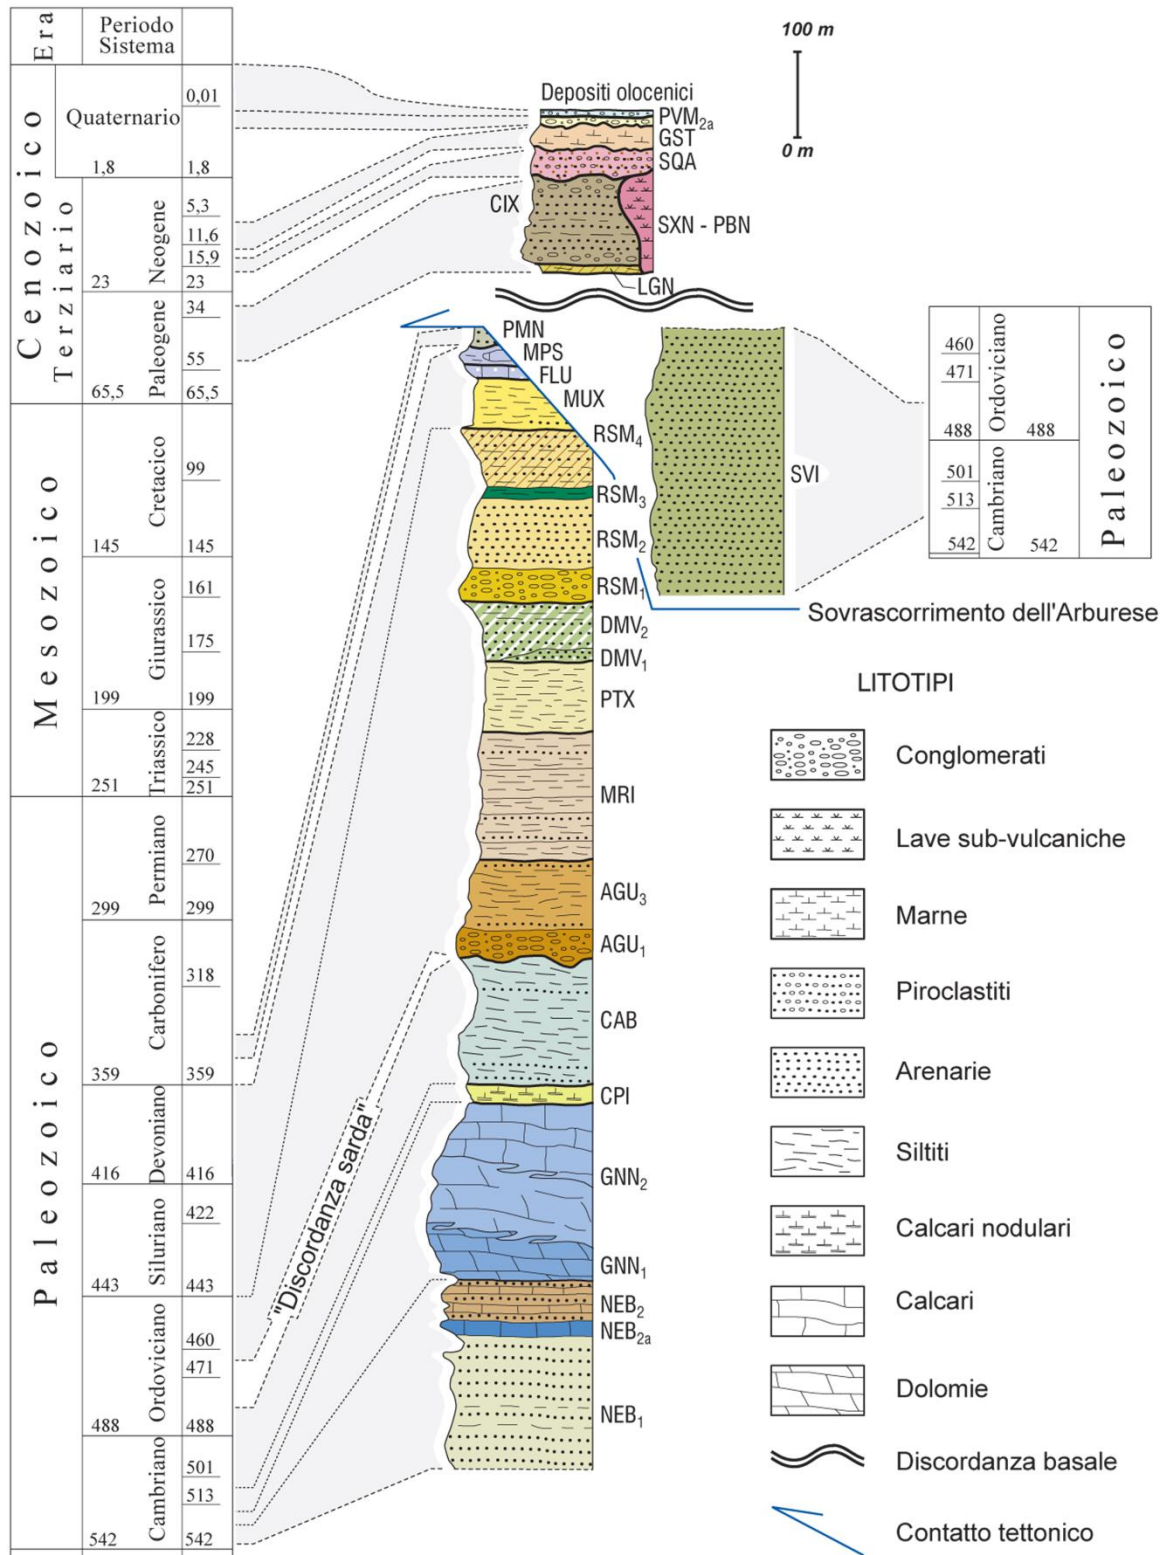 Era
Periodo
Sistema
Cenozoico
Terziario
Quaternario
0,01
1,8
1,8
Neogene
5,3
11,6
15,9
23
23
Paleogene
34
55
65,5
65,5
Mesozoico
Cretacico
99
145
145
Giurassico
161
175
199
199
Triassico
228
245
251
251
Paleozoico
Permiano
270
299
299
Carbonifero
318
359
359
Devoniano
416
416
Siluriano
422
443
443
Ordoviciano
460
471
488
488
Cambriano
501
513
542
542
"Discordanza sarda"
100 m
0 m
Depositi olocenici
PVM2a
GST
SQA
CIX
SXN - PBN
LGN
PMN
MPS
FLU
MUX
RSM4
RSM3
RSM2
RSM1
DMV2
DMV1
PTX
MRI
AGU3
AGU1
CAB
CPI
GNN2
GNN1
NEB2
NEB2a
NEB1
SVI
460
471
488
Ordoviciano
488
501
513
542
Cambriano
542
Paleozoico
Sovrascorrimento dell'Arburese
LITOTIPI
Conglomerati
Lave sub-vulcaniche
Marne
Piroclastiti
Arenarie
Siltiti
Calcari nodulari
Calcari
Dolomie
Discordanza basale
Contatto tettonico